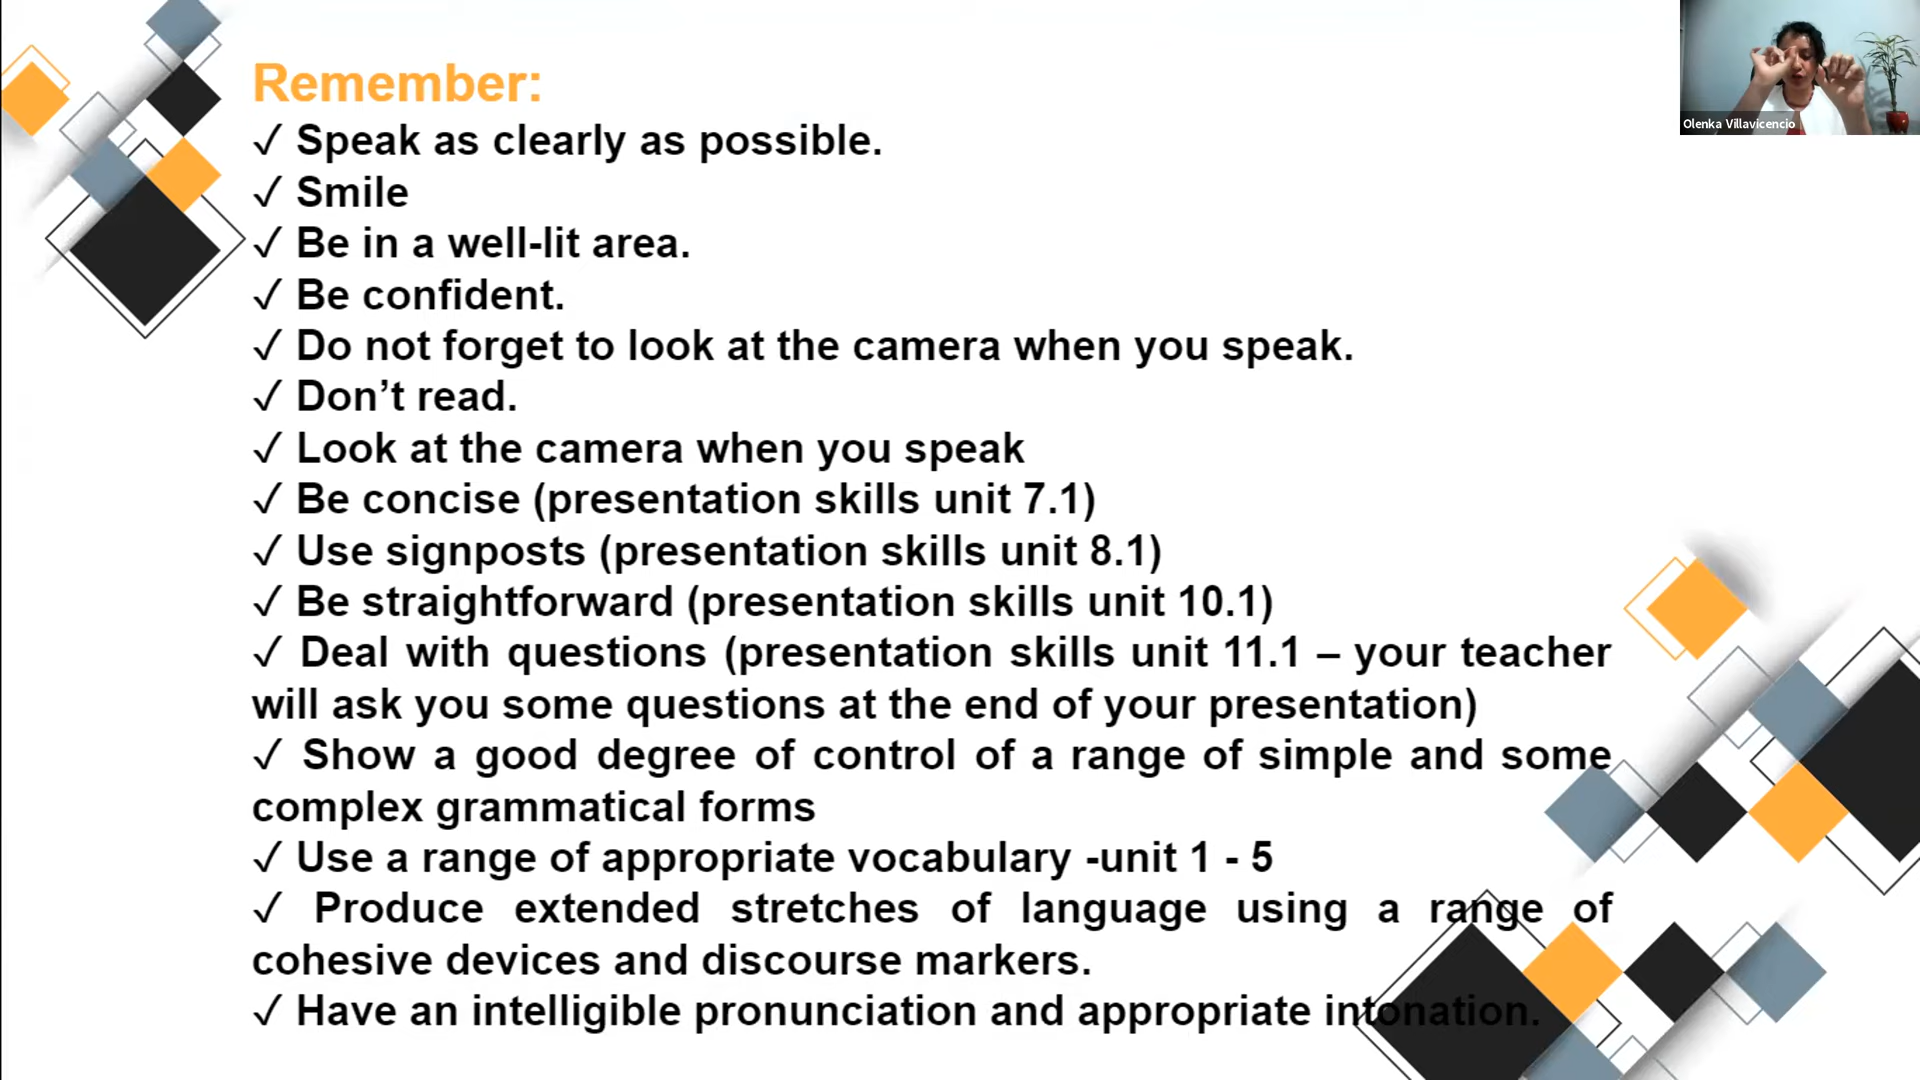 Remember:
✓ Speak as clearly as possible.
✓ Smile
✓ Be in a well-lit area.
✓ Be confident.
✓ Do not forget to look at the camera when you speak.
✓ Don’t read.
✓ Look at the camera when you speak
✓ Be concise (presentation skills unit 7.1)
✓ Use signposts (presentation skills unit 8.1)
✓ Be straightforward (presentation skills unit 10.1)
✓ Deal with questions (presentation skills unit 11.1 – your teacher
will ask you some questions at the end of your presentation)
✓ Show a good degree of control of a range of simple and some
complex grammatical forms
✓ Use a range of appropriate vocabulary -unit 1 - 5
✓ Produce extended stretches of language using a range of
cohesive devices and discourse markers.
✓ Have an intelligible pronunciation and appropriate intonation.
Olenka Villavicencio